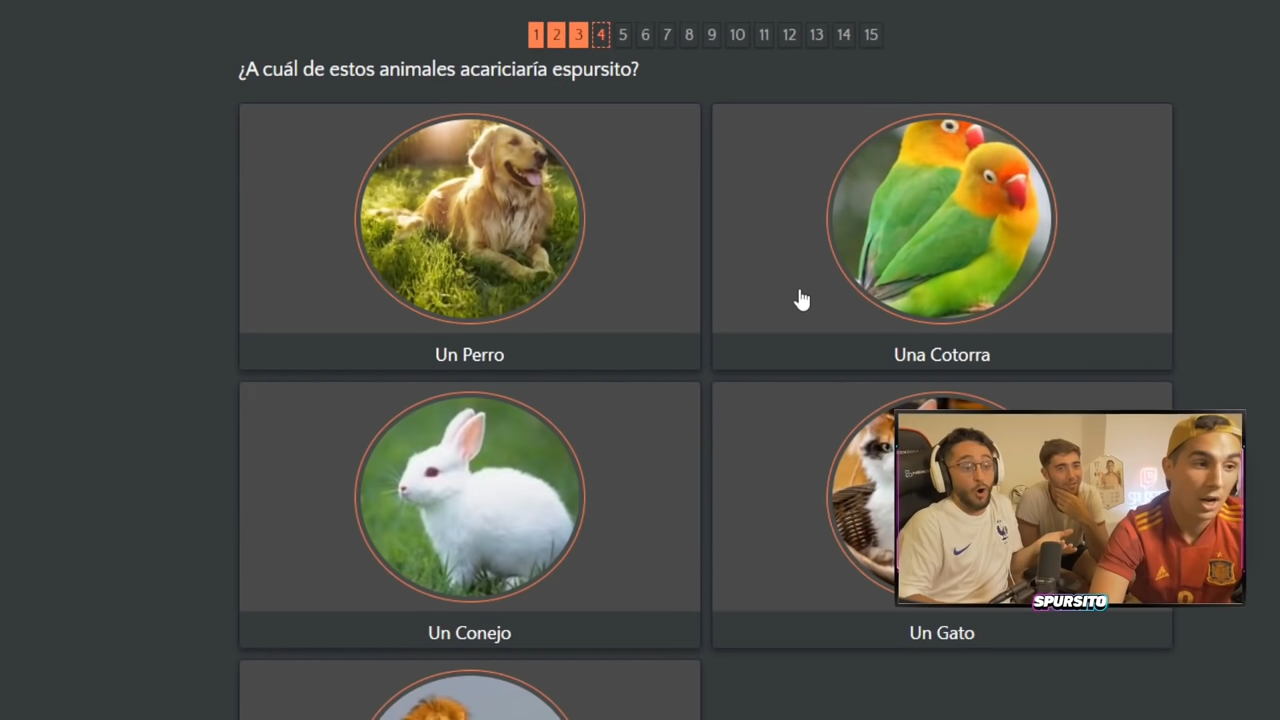 1 2 3 4 5 6 7 8 9 10 11 12 13 14 15
¿A cuál de estos animales acariciaría espursito?
Un Perro
Una Cotorra
Un Conejo
Un Gato
SPURSITO